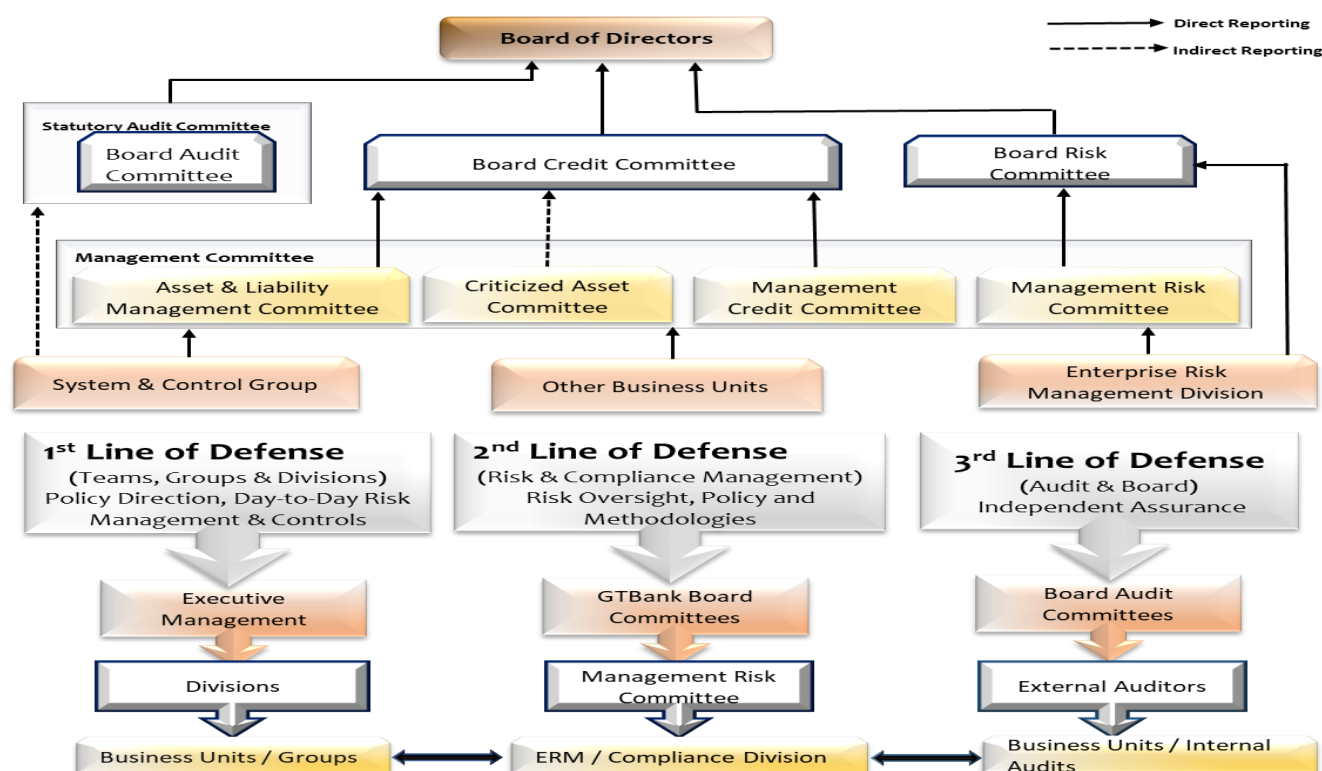 Direct Reporting
Board of Directors
Indirect Reporting
Statutory Audit Committee
Board Audit
Committee
Board Credit Committee
Board Risk
Committee
Management Committee
Asset & Liability
Management Committee
Criticized Asset
Committee
Management
Credit Committee
Management Risk
Committee
System & Control Group
Other Business Units
Enterprise Risk
Management Division
1st Line of Defense
(Teams, Groups & Divisions)
Policy Direction, Day-to-Day Risk
Management & Controls
2nd Line of Defense
(Risk & Compliance Management)
Risk Oversight, Policy and
Methodologies
3rd Line of Defense
(Audit & Board)
Independent Assurance
Executive
Management
GTBank Board
Committees
Board Audit
Committees
Divisions
Management Risk
Committee
External Auditors
Business Units / Groups
ERM / Compliance Division
Business Units / Internal
Audits